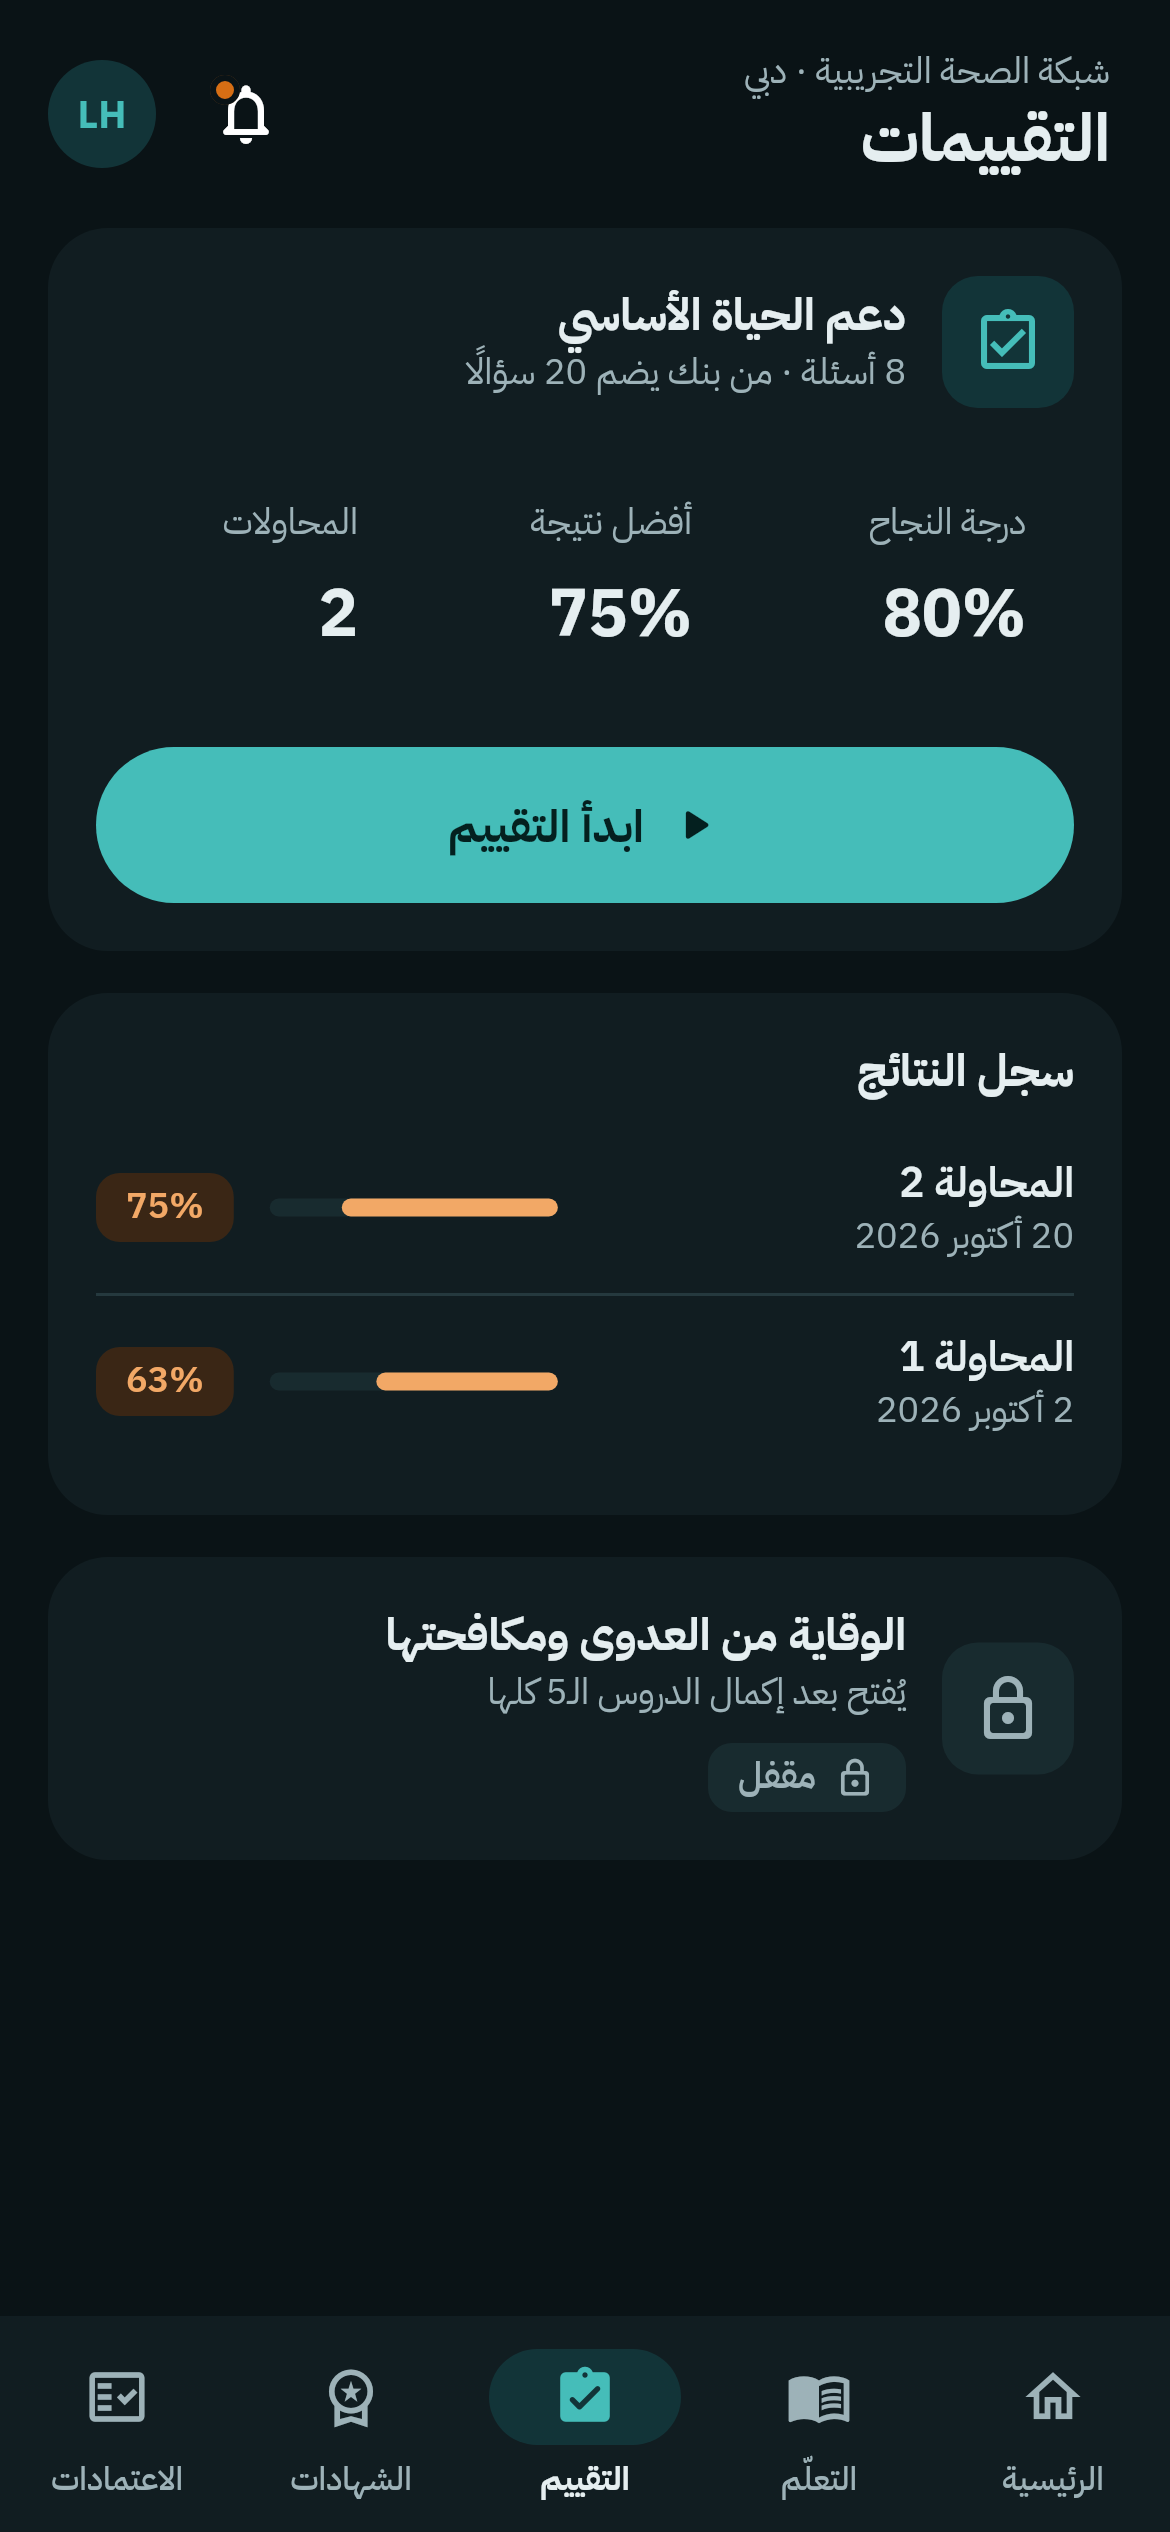 شبكة الصحة التجريبية · دبي
التقييمات
LH
دعم الحياة الأساسي
8 أسئلة · من بنك يضم 20 سؤالًا
درجة النجاح
80%
أفضل نتيجة
75%
المحاولات
2
ابدأ التقييم
سجل النتائج
المحاولة 2
20 أكتوبر 2026
75%
المحاولة 1
2 أكتوبر 2026
63%
الوقاية من العدوى ومكافحتها
يُفتح بعد إكمال الدروس الـ5 كلها
مقفل
الرئيسية
التعلّم
التقييم
الشهادات
الاعتمادات